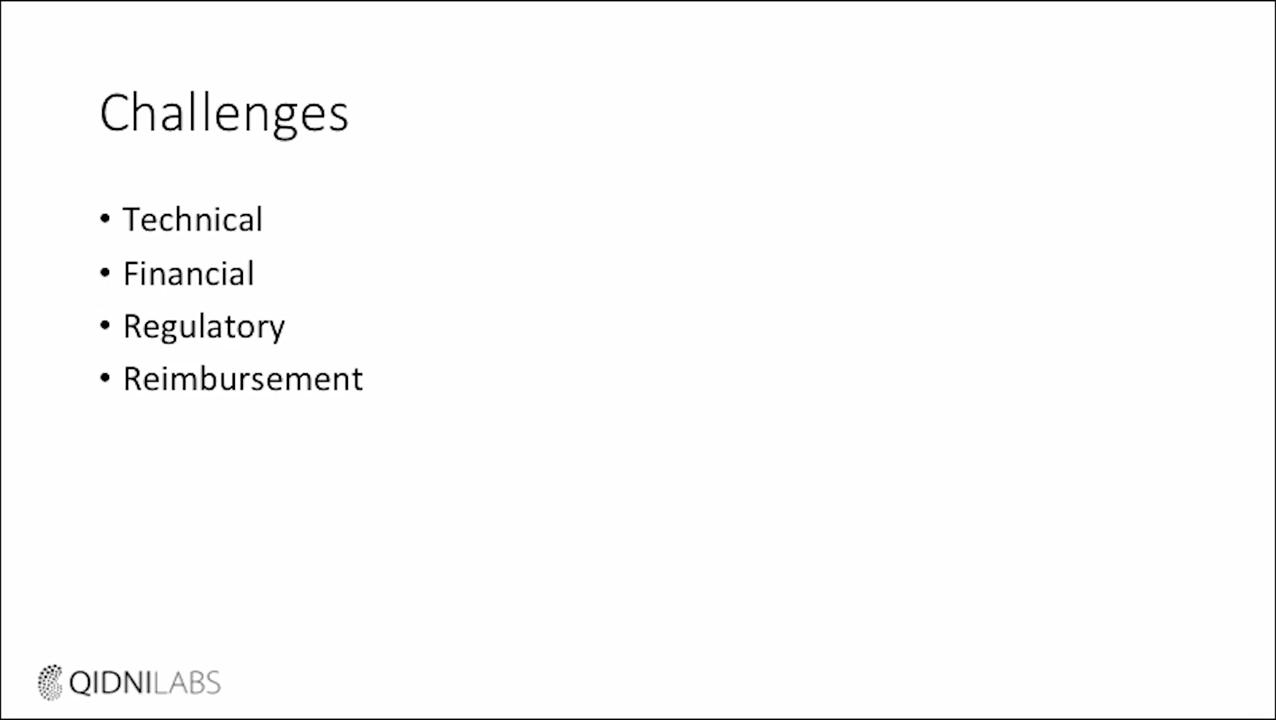 Challenges
• Technical
• Financial
• Regulatory
• Reimbursement
QIDNILABS